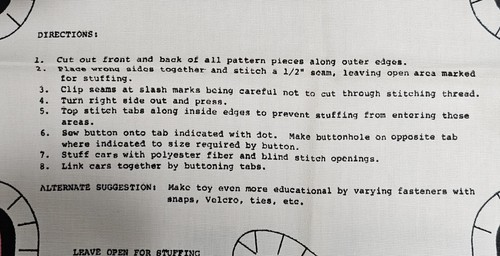 DIRECTIONS:
1. Cut out front and back of all pattern pieces along outer edges.
2. Place wrong sides together and stitch a 1/2" seam, leaving open area marked
for stuffing.
3. Clip seams at slash marks being careful not to cut through stitching thread.
4. Turn right side out and press.
5. Top stitch tabs along inside edges to prevent stuffing from entering those
areas.
6. Sew button onto tab indicated with dot. Make buttonhole on opposite tab
where indicated to size required by button.
7. Stuff cars with polyester fiber and blind stitch openings.
8. Link cars together by buttoning tabs.
ALTERNATE SUGGESTION: Make toy even more educational by varying fasteners with
snaps, Velcro, ties, etc.
LEAVE OPEN FOR STUFFING